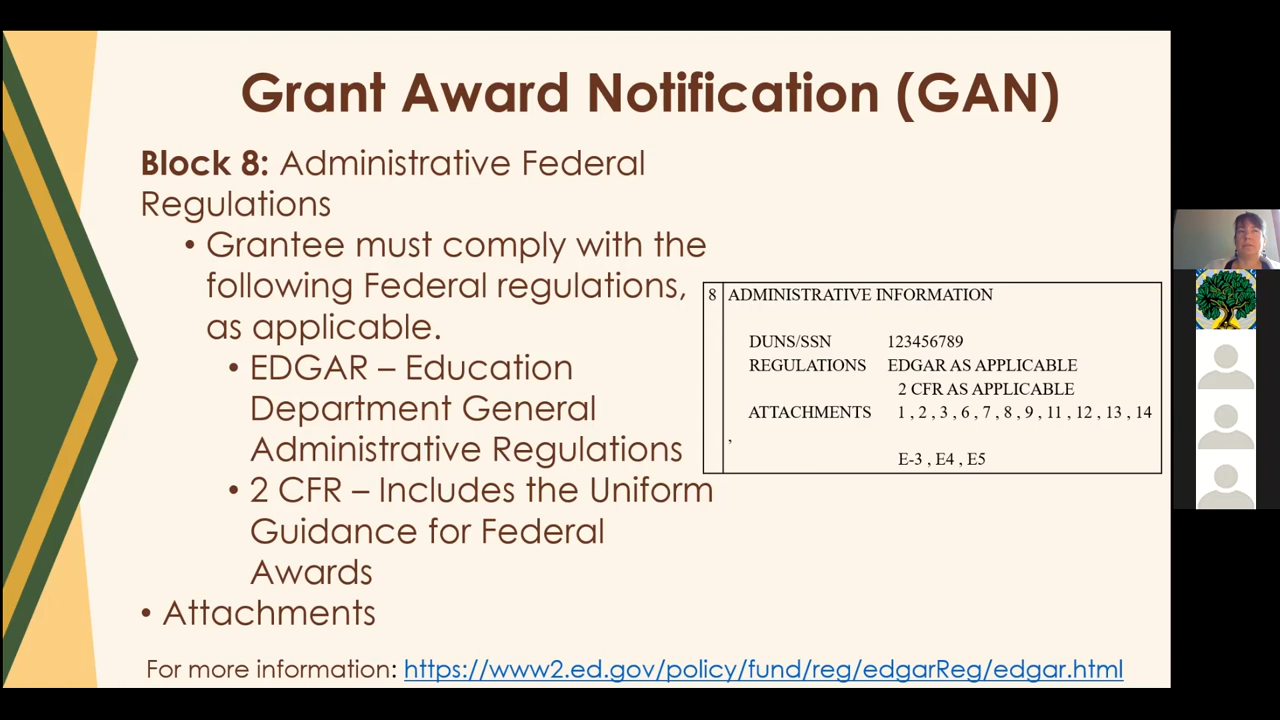 Grant Award Notification (GAN)
Block 8: Administrative Federal
Regulations
• Grantee must comply with the
following Federal regulations,
as applicable.
• EDGAR – Education
Department General
Administrative Regulations
• 2 CFR – Includes the Uniform
Guidance for Federal
Awards
• Attachments
8 ADMINISTRATIVE INFORMATION
DUNS/SSN 123456789
REGULATIONS EDGAR AS APPLICABLE
2 CFR AS APPLICABLE
ATTACHMENTS 1 , 2 , 3 , 6 , 7 , 8 , 9 , 11 , 12 , 13 , 14
,
E-3 , E4 , E5
For more information: https://www2.ed.gov/policy/fund/reg/edgarReg/edgar.html